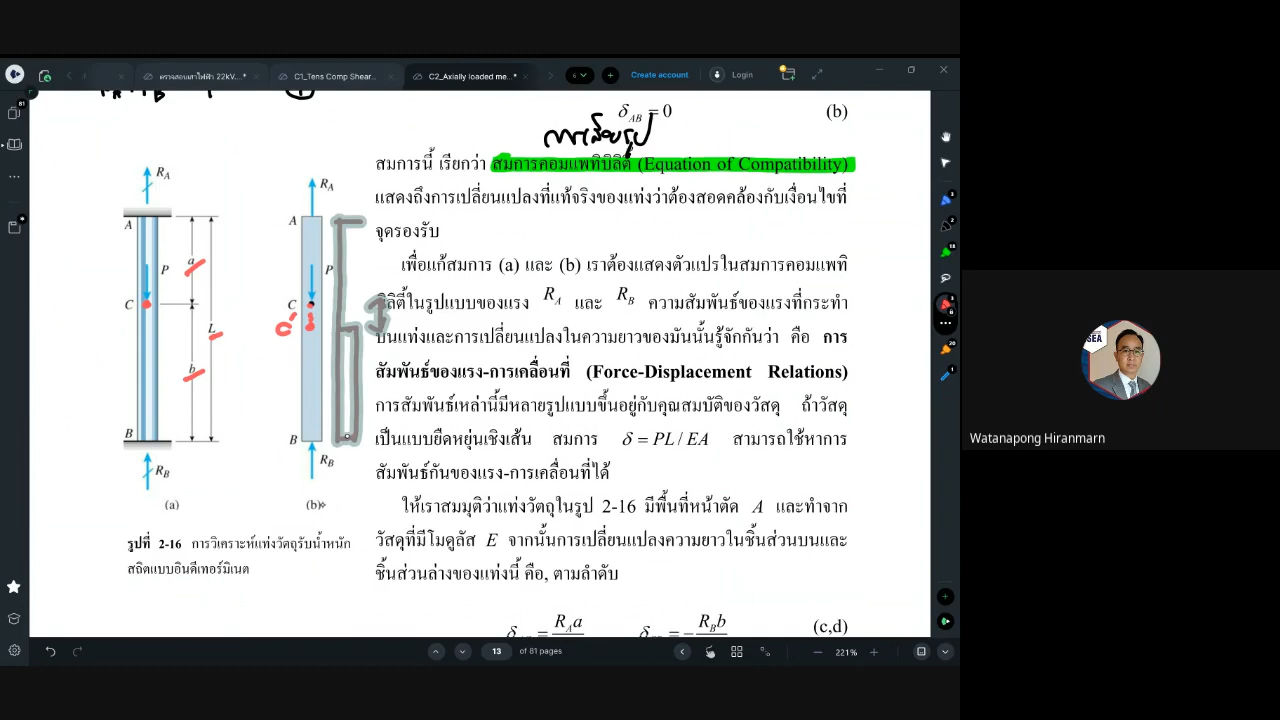 ตรวจสอบเสาไฟฟ้า 22kV...*
C1_Tens Comp Shear...
C2_Axially loaded me...*
6
Create account
Login
81
δ_AB = 0 (b)
การเสียรูป
สมการนี้ เรียกว่า สมการคอมแพทิบิลิตี้ (Equation of Compatibility)
แสดงถึงการเปลี่ยนแปลงที่แท้จริงของแท่งว่าต้องสอดคล้องกับเงื่อนไขที่
จุดรองรับ
เพื่อแก้สมการ (a) และ (b) เราต้องแสดงตัวแปรในสมการคอมแพทิ
บิลิตี้ในรูปแบบของแรง R_A และ R_B ความสัมพันธ์ของแรงที่กระทำ
บนแท่งและการเปลี่ยนแปลงในความยาวของมันนั้นรู้จักกันว่า คือ การ
สัมพันธ์ของแรง-การเคลื่อนที่ (Force-Displacement Relations)
การสัมพันธ์เหล่านี้มีหลายรูปแบบขึ้นอยู่กับคุณสมบัติของวัสดุ ถ้าวัสดุ
เป็นแบบยืดหยุ่นเชิงเส้น สมการ δ = PL / EA สามารถใช้หาการ
สัมพันธ์กันของแรง-การเคลื่อนที่ได้
ให้เราสมมุติว่าแท่งวัตถุในรูป 2-16 มีพื้นที่หน้าตัด A และทำจาก
วัสดุที่มีโมดูลัส E จากนั้นการเปลี่ยนแปลงความยาวในชิ้นส่วนบนและ
ชิ้นส่วนล่างของแท่งนี้ คือ, ตามลำดับ
R_A a
R_B b
(c,d)
R_A
A
a
P
C
L
b
B
R_B
(a)
R_A
A
P
C
C'
B
R_B
(b)
รูปที่ 2-16 การวิเคราะห์แท่งวัตถุรับน้ำหนัก
สถิตแบบอินดีเทอร์มิเนต
13 of 81 pages
221%
SEA
Watanapong Hiranmarn